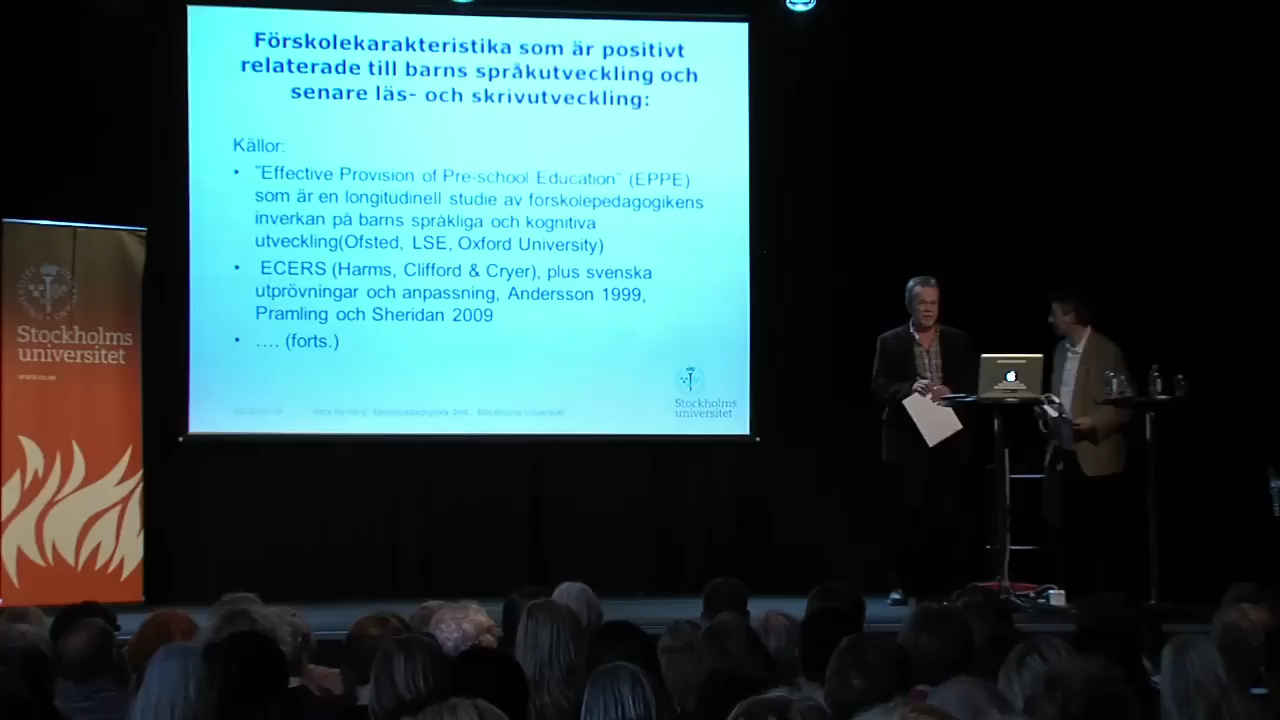 Förskolekarakteristika som är positivt
relaterade till barns språkutveckling och
senare läs- och skrivutveckling:
Källor:
• "Effective Provision of Pre-school Education" (EPPE)
som är en longitudinell studie av förskolepedagogikens
inverkan på barns språkliga och kognitiva
utveckling(Ofsted, LSE, Oxford University)
• ECERS (Harms, Clifford & Cryer), plus svenska
utprövningar och anpassning, Andersson 1999,
Pramling och Sheridan 2009
• …. (forts.)
Stockholms universitet
Stockholms
universitet
Stockholms
universitet